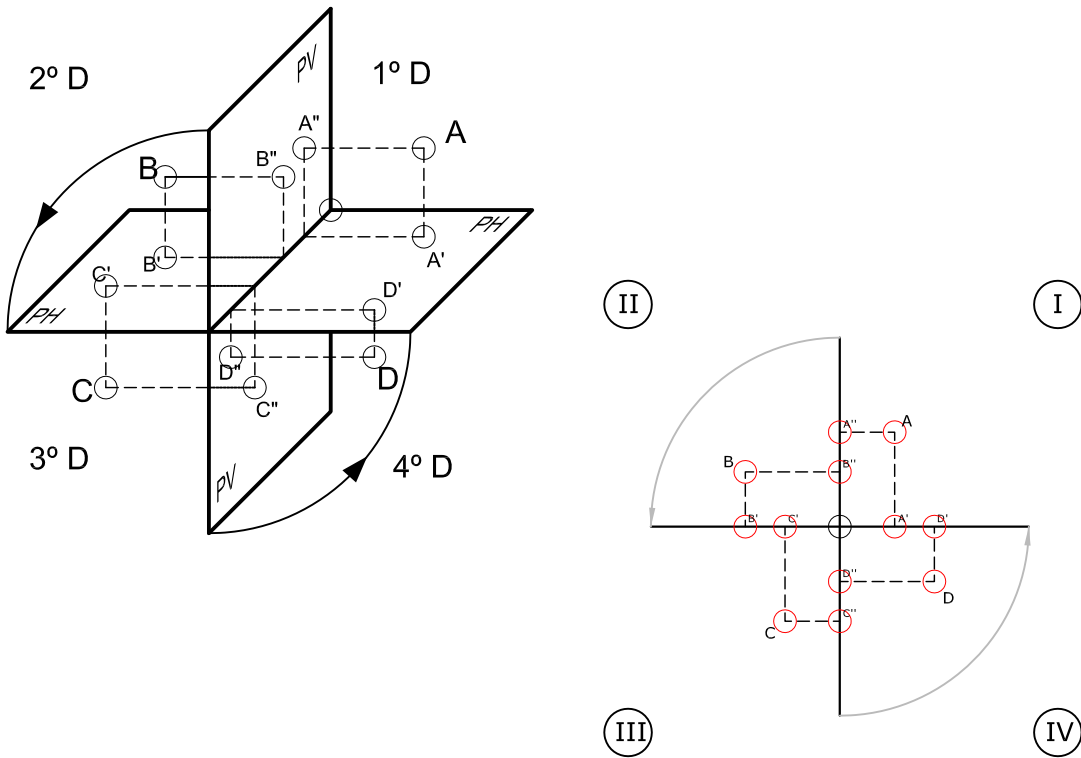 2º D
1º D
PV
A"
A
B
B"
PH
B'
A'
C'
D'
PH
D"
D
C
C"
3º D
PV
4º D
II
I
A"
A
B
B"
B'
C'
A'
D'
D"
D
C
C"
III
IV